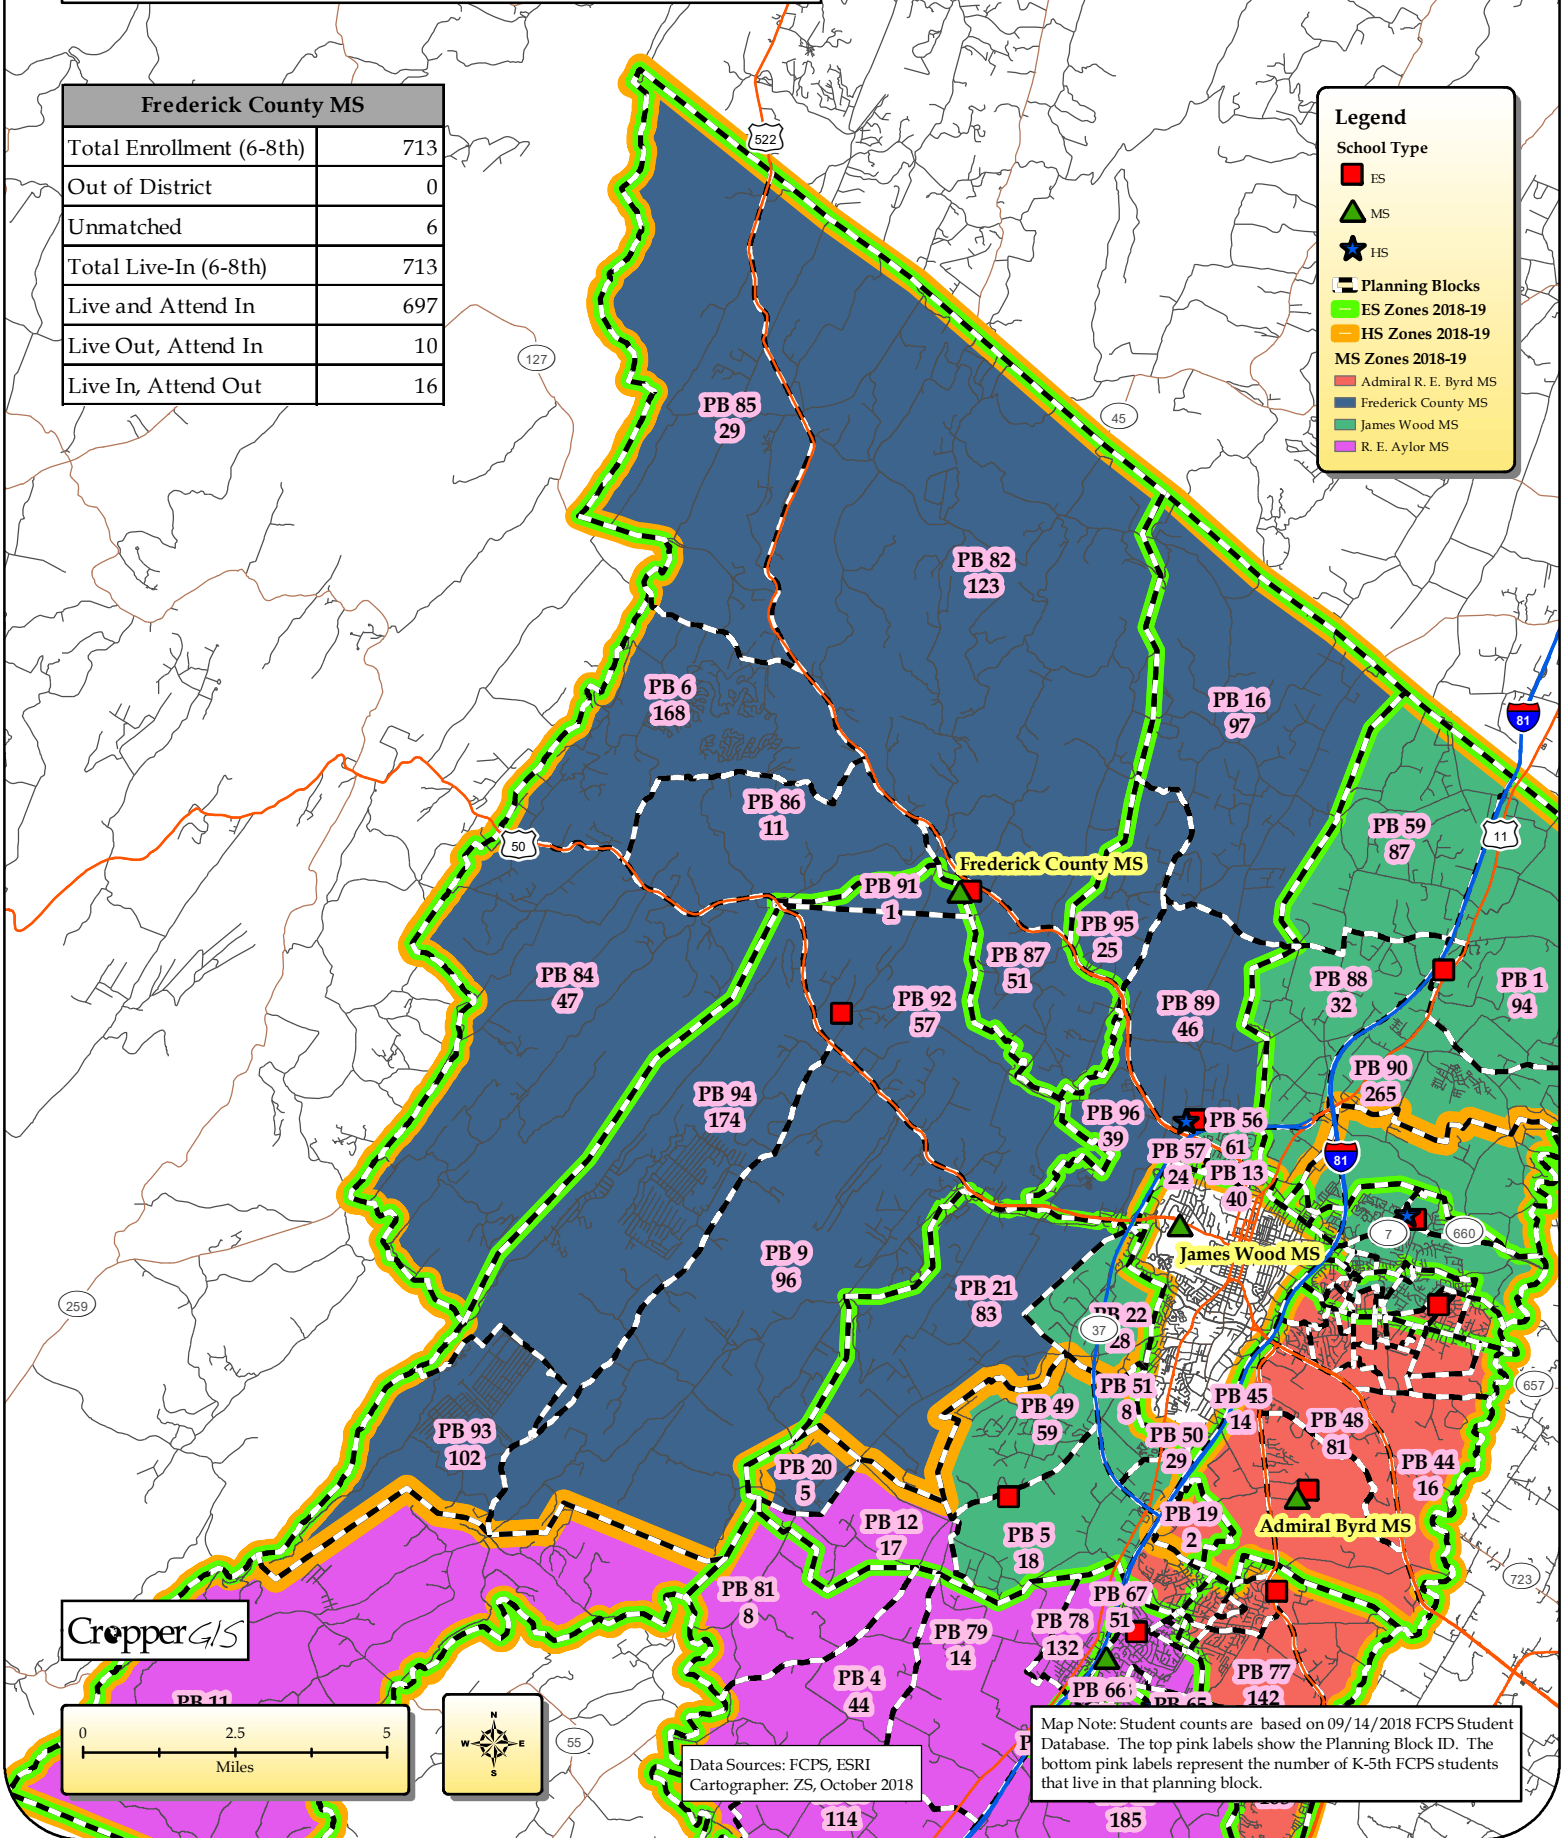 Frederick County MS
Total Enrollment (6-8th) 713
Out of District 0
Unmatched 6
Total Live-In (6-8th) 713
Live and Attend In 697
Live Out, Attend In 10
Live In, Attend Out 16
Legend
School Type
ES
MS
HS
Planning Blocks
ES Zones 2018-19
HS Zones 2018-19
MS Zones 2018-19
Admiral R. E. Byrd MS
Frederick County MS
James Wood MS
R. E. Aylor MS
522
127
45
PB 85
29
PB 82
123
PB 6
168
PB 16
97
81
PB 86
11
50
11
PB 59
87
Frederick County MS
PB 91
1
PB 95
25
PB 87
51
PB 84
47
PB 92
57
PB 89
46
PB 88
32
PB 1
94
PB 90
265
PB 94
174
PB 96
39
PB 56
61
PB 57
24
PB 13
40
81
7
660
James Wood MS
PB 9
96
PB 21
83
259
PB 22
28
37
657
PB 51
8
PB 49
59
PB 45
14
PB 48
81
PB 50
29
PB 44
16
PB 93
102
PB 20
5
PB 12
17
PB 5
18
PB 19
2
Admiral Byrd MS
723
PB 81
8
PB 67
51
PB 78
132
PB 79
14
PB 4
44
PB 77
142
PB 66
PB 65
PB 11
CropperGIS
0 2.5 5
Miles
N
W E
S
55
Data Sources: FCPS, ESRI
Cartographer: ZS, October 2018
Map Note: Student counts are based on 09/14/2018 FCPS Student
Database. The top pink labels show the Planning Block ID. The
bottom pink labels represent the number of K-5th FCPS students
that live in that planning block.
114
185